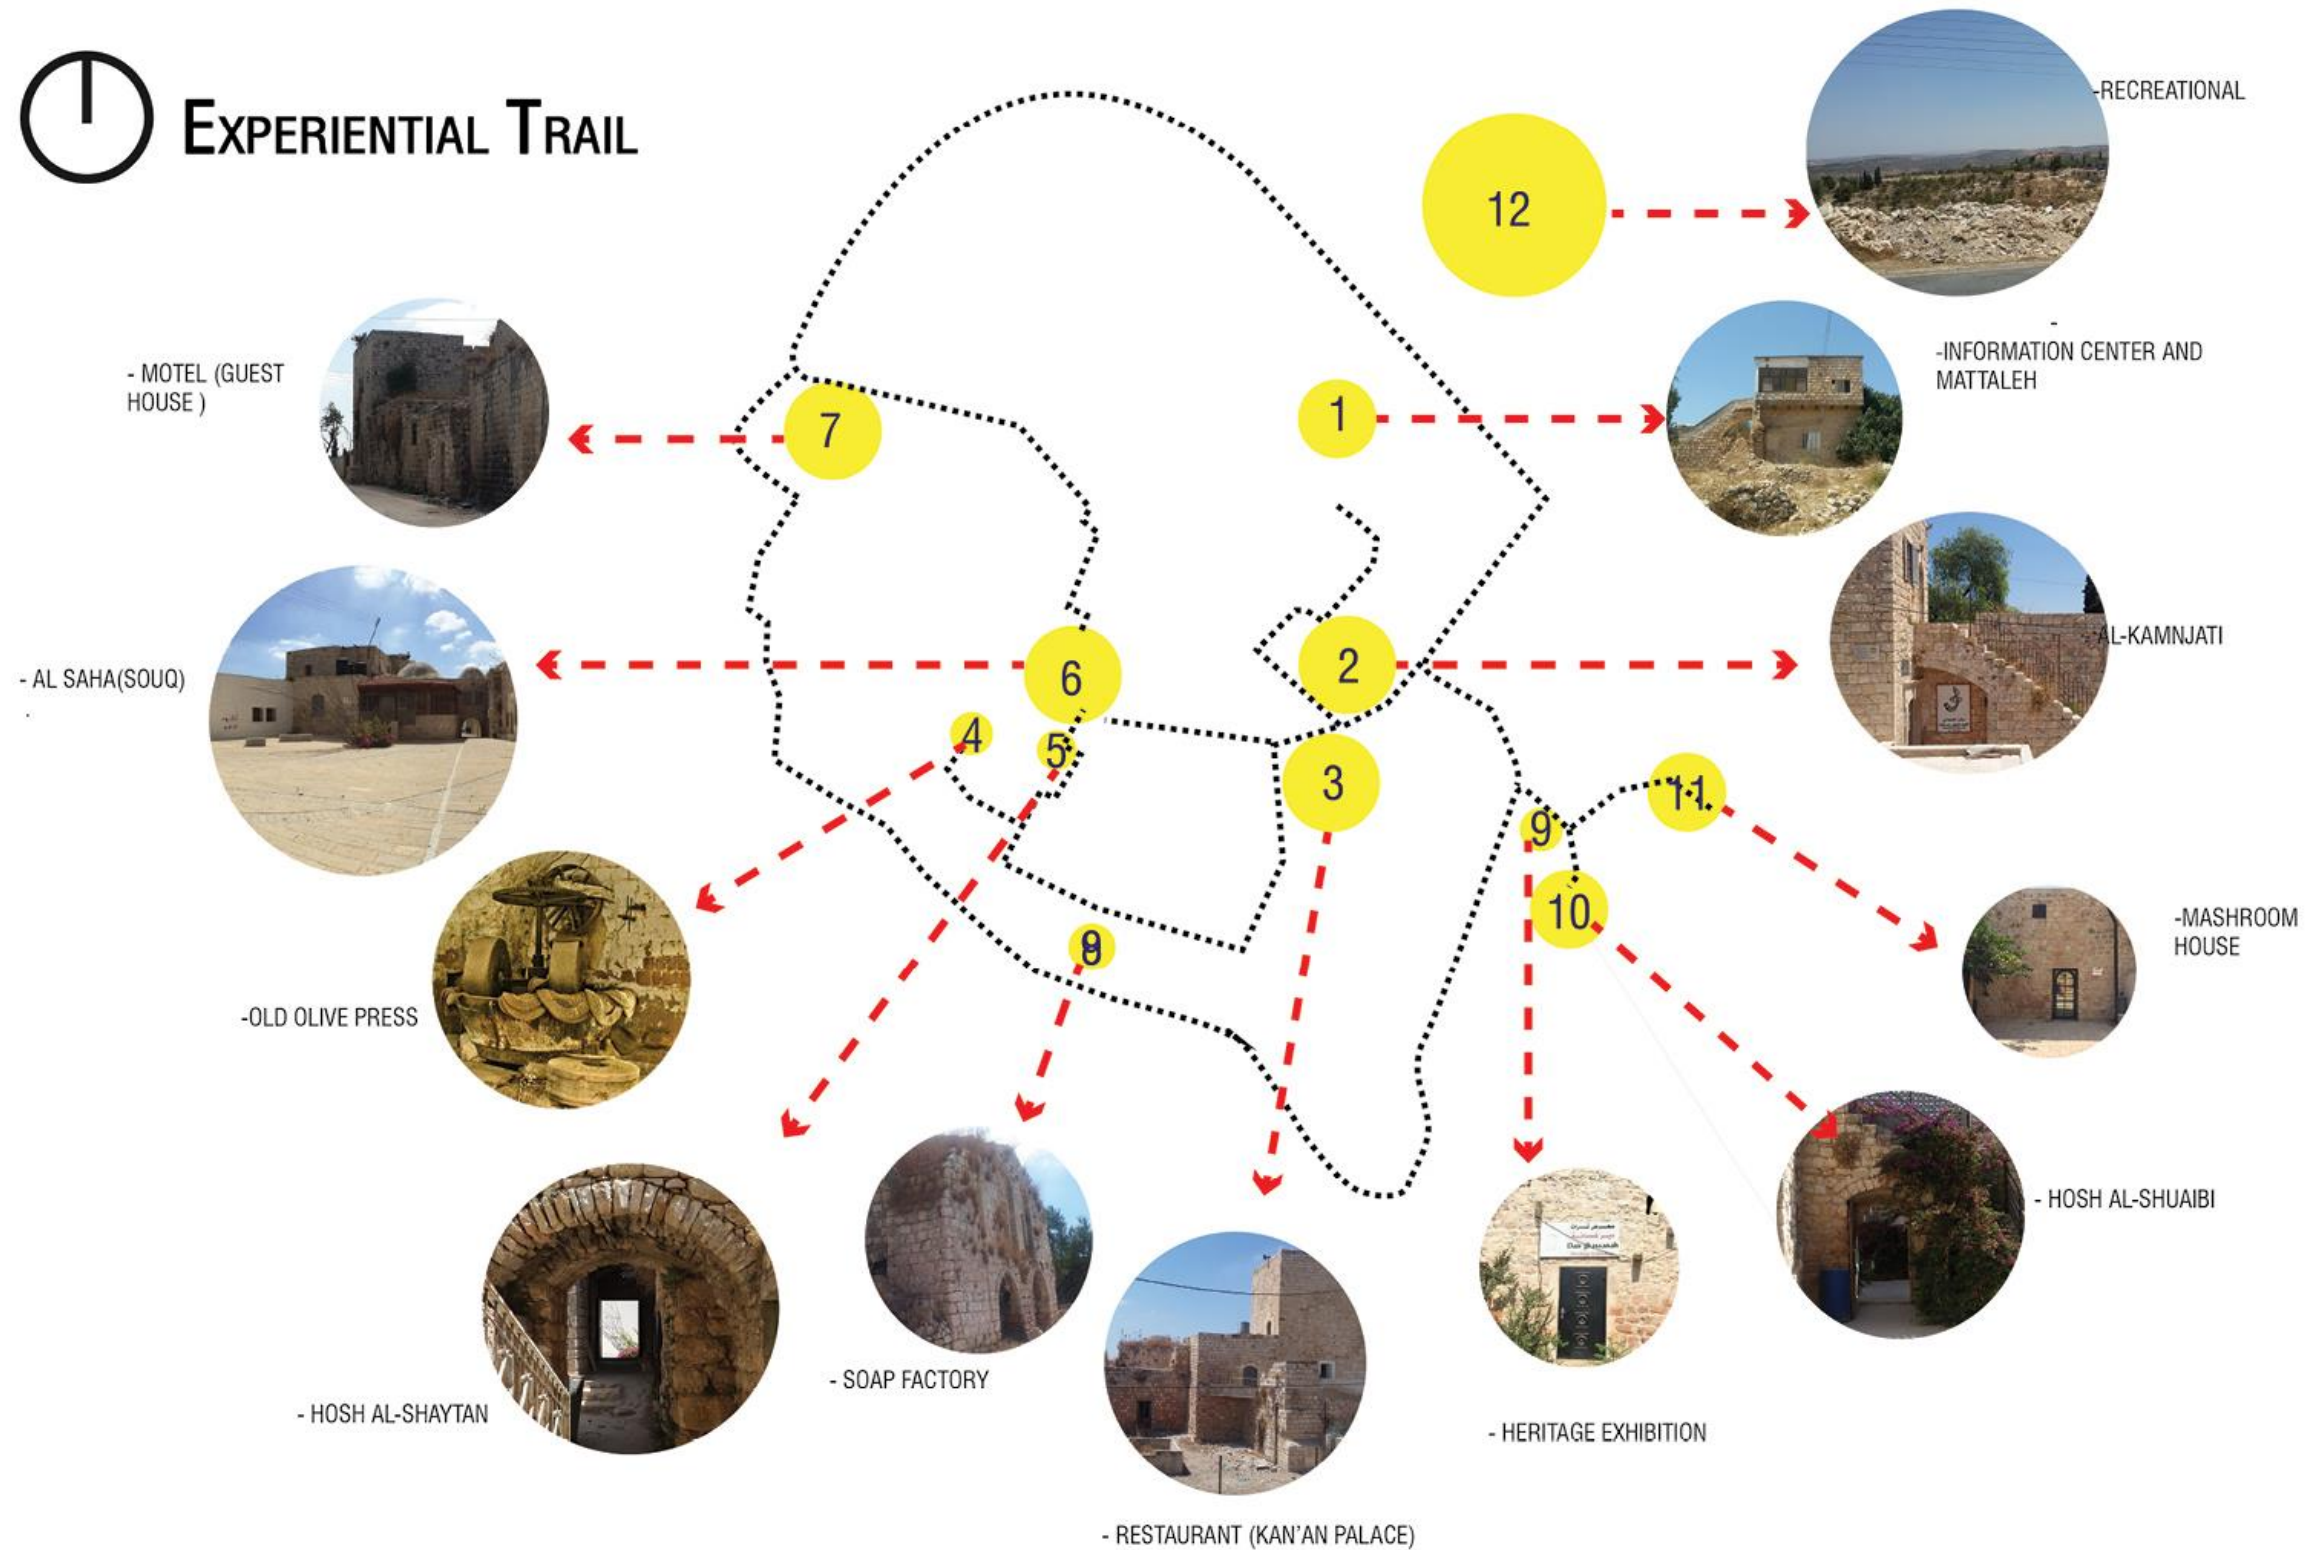 EXPERIENTIAL TRAIL
12
-RECREATIONAL
-
-INFORMATION CENTER AND
MATTALEH
- MOTEL (GUEST
HOUSE )
7
1
AL-KAMNJATI
2
- AL SAHA(SOUQ)
.
6
4
5
3
11
9
10
-MASHROOM
HOUSE
-OLD OLIVE PRESS
- HOSH AL-SHUAIBI
- SOAP FACTORY
- HOSH AL-SHAYTAN
- HERITAGE EXHIBITION
- RESTAURANT (KAN'AN PALACE)